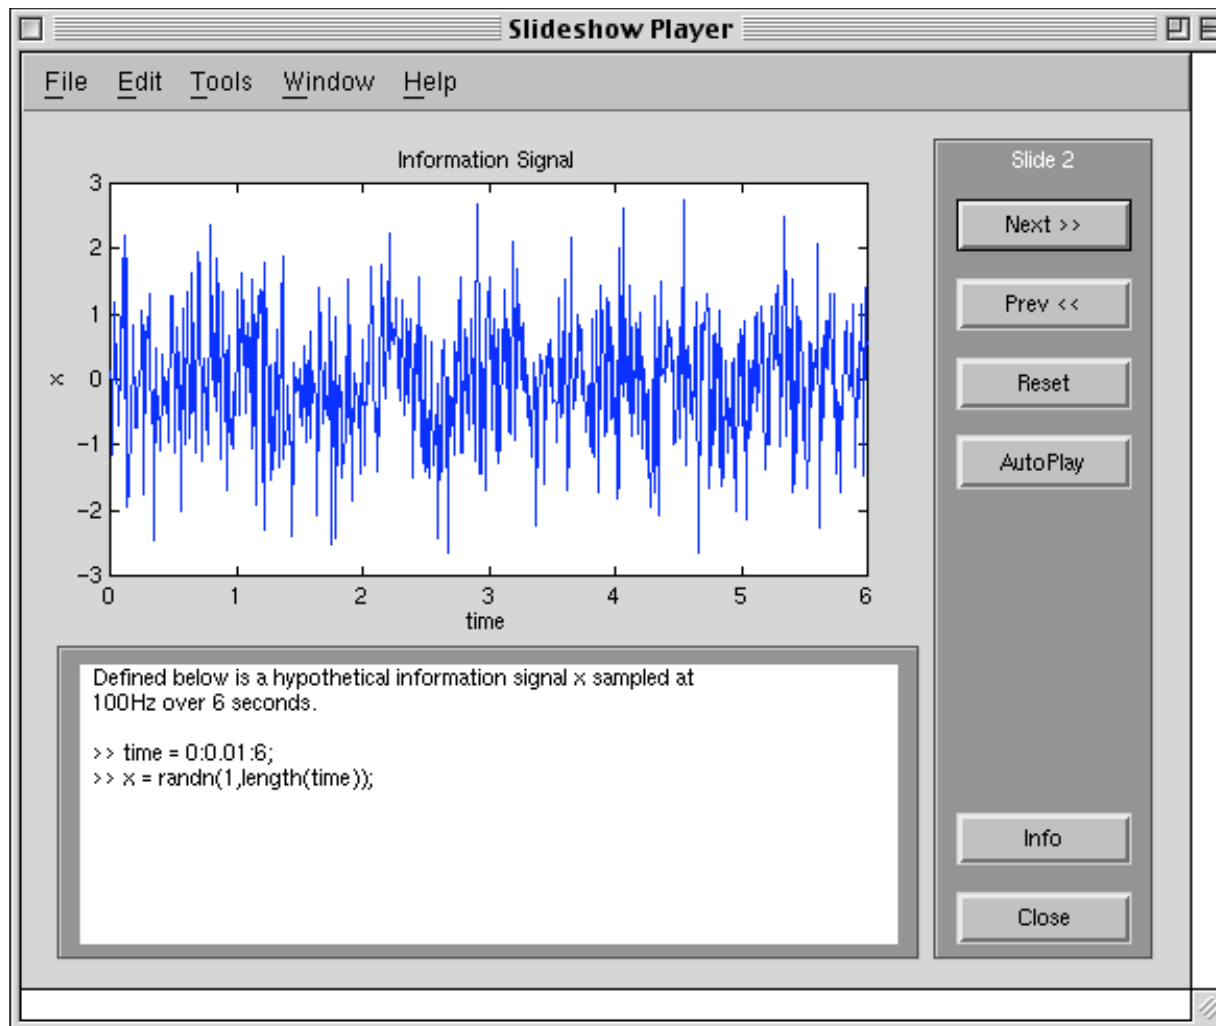 Slideshow Player
File Edit Tools Window Help
Information Signal
3
2
1
0
−1
−2
−3
x
0 1 2 3 4 5 6
time
Defined below is a hypothetical information signal x sampled at
100Hz over 6 seconds.
>> time = 0:0.01:6;
>> x = randn(1,length(time));
Slide 2
Next >>
Prev <<
Reset
AutoPlay
Info
Close